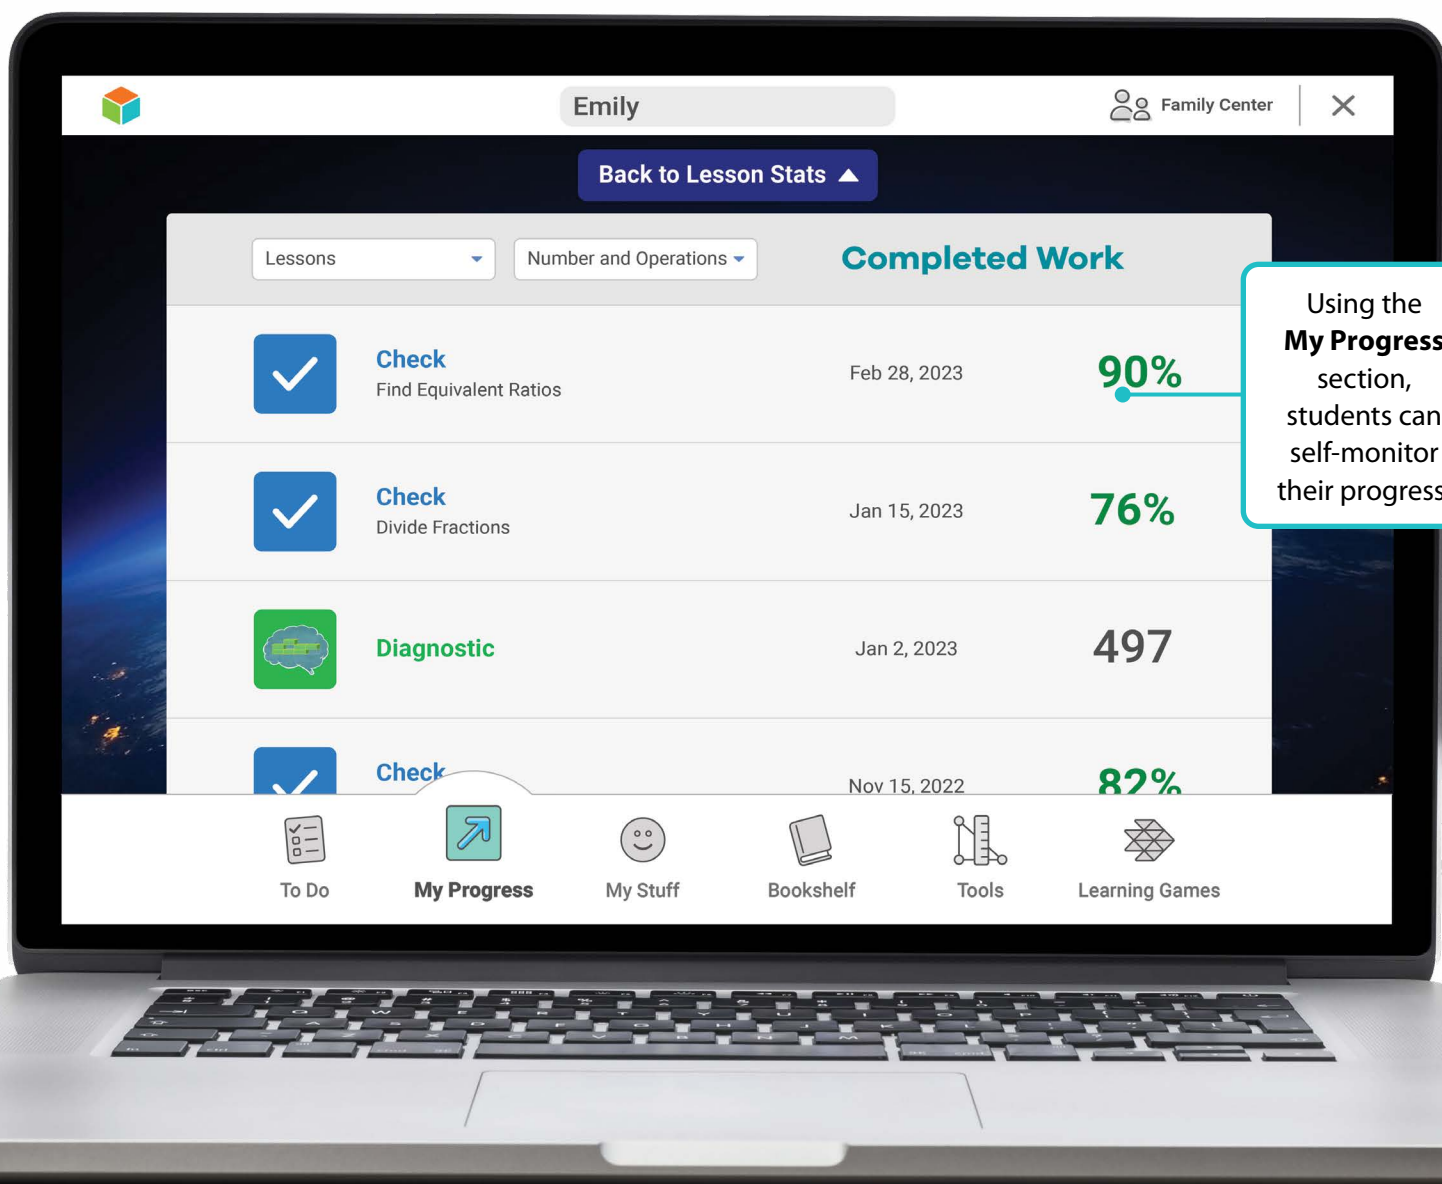 Emily
Family Center
Back to Lesson Stats
Lessons
Number and Operations
Completed Work
Check
Find Equivalent Ratios
Feb 28, 2023
90%
Using the
My Progress
section,
students can
self-monitor
their progress
Check
Divide Fractions
Jan 15, 2023
76%
Diagnostic
Jan 2, 2023
497
Check
Nov 15, 2022
82%
To Do
My Progress
My Stuff
Bookshelf
Tools
Learning Games